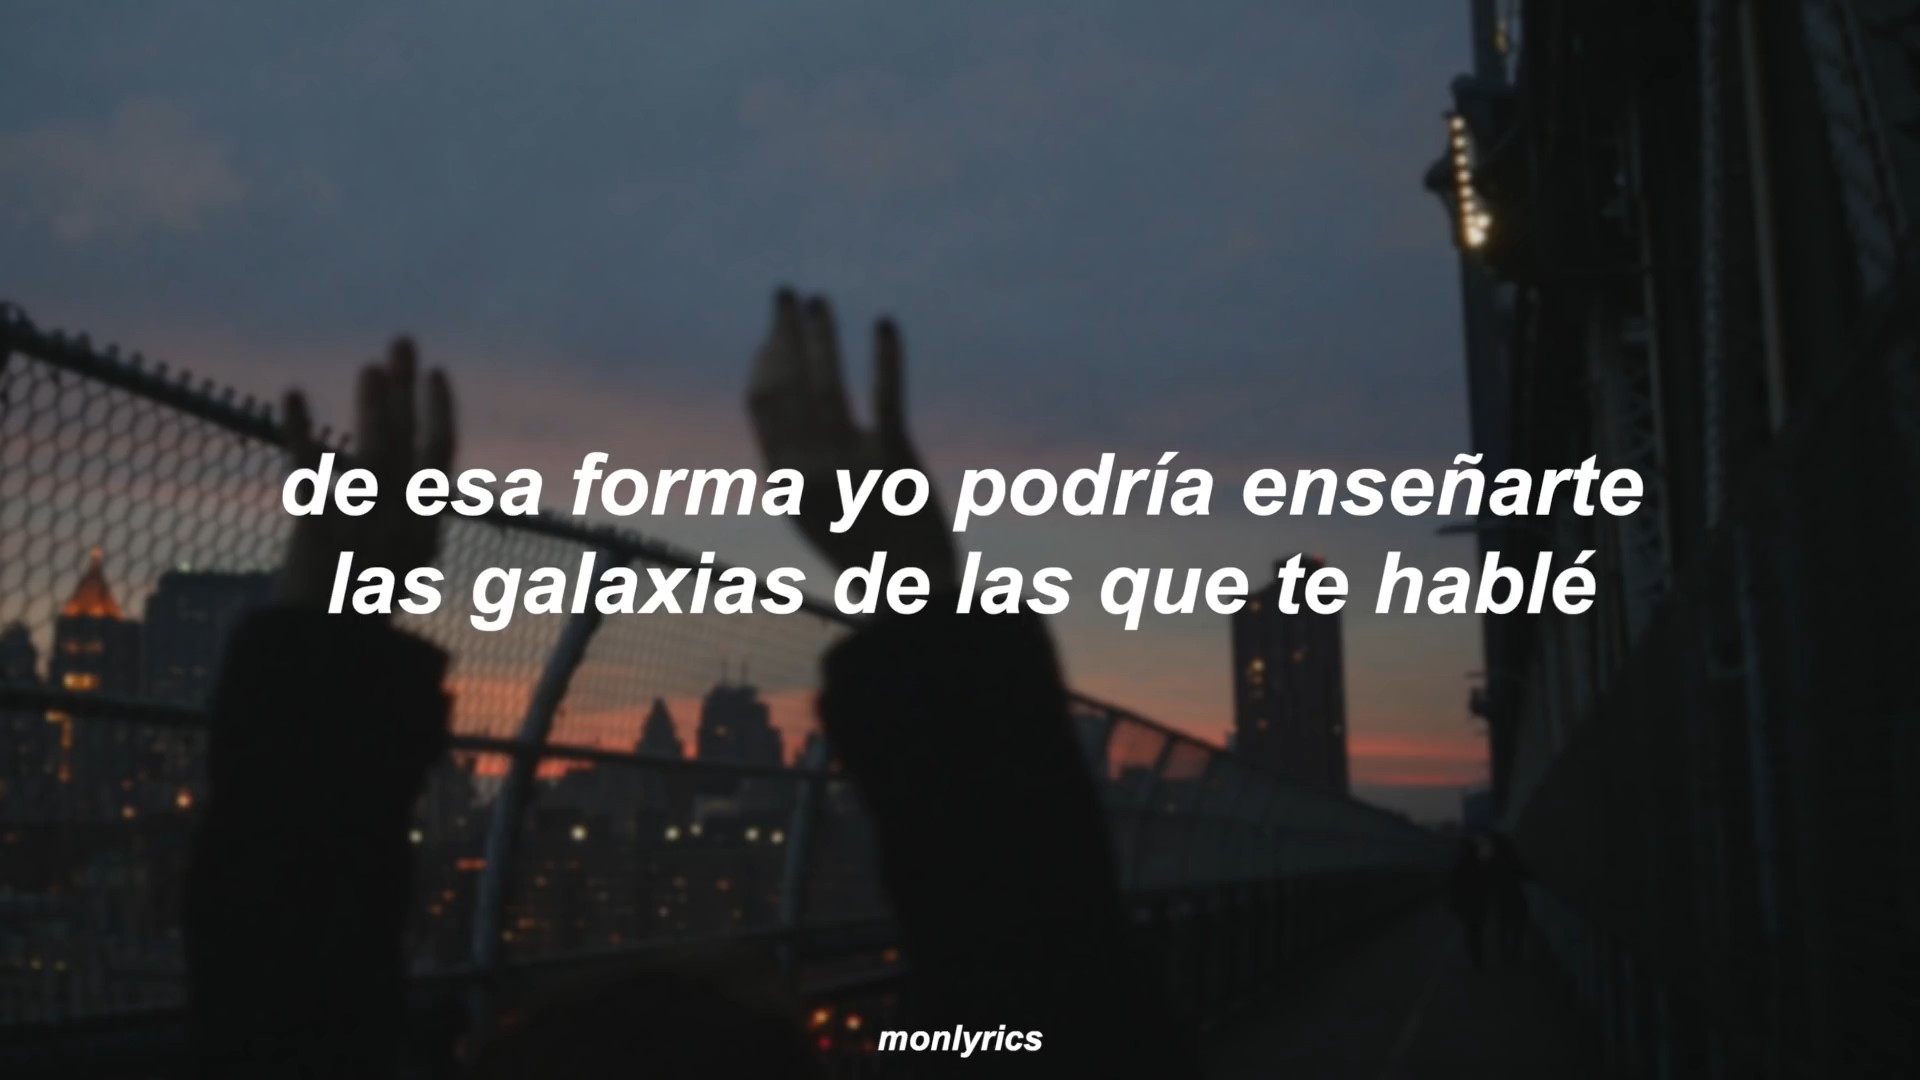 de esa forma yo podría enseñarte
las galaxias de las que te hablé
monlyrics